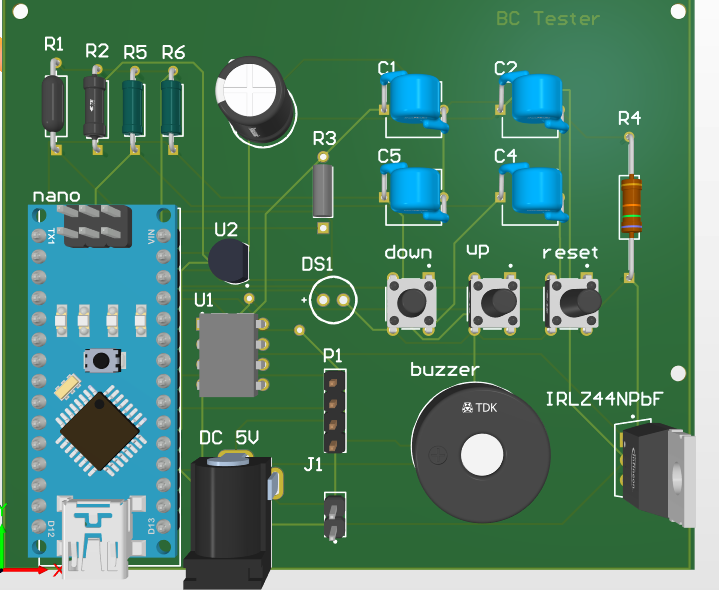 BC Tester
R1
R2
R5
R6
C1
C2
R4
R3
C5
C4
nano
TX1
VIN
U2
down
up
reset
DS1
+
U1
P1
buzzer
TDK
IRLZ44NPbF
DC 5V
J1
D12
D13
X
Y